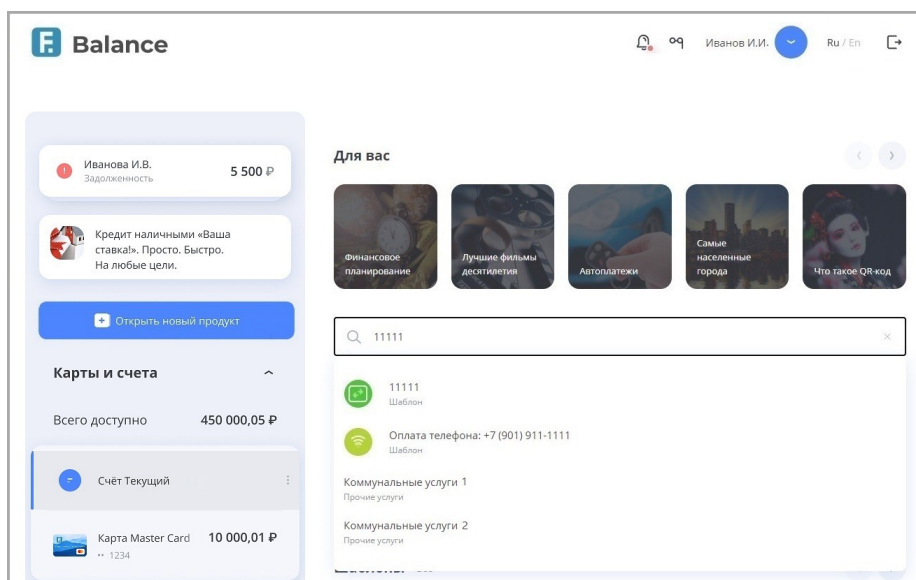 F. Balance
Иванов И.И.
Ru / En
Иванова И.В.
Задолженность
5 500 ₽
Кредит наличными «Ваша
ставка!». Просто. Быстро.
На любые цели.
Открыть новый продукт
Карты и счета
Всего доступно 450 000,05 ₽
Счёт Текущий
Карта Master Card 10 000,01 ₽
•• 1234
Для вас
Финансовое
планирование
Лучшие фильмы
десятилетия
Автоплатежи
Самые
населенные
города
Что такое QR-код
11111
11111
Шаблон
Оплата телефона: +7 (901) 911-1111
Шаблон
Коммунальные услуги 1
Прочие услуги
Коммунальные услуги 2
Прочие услуги